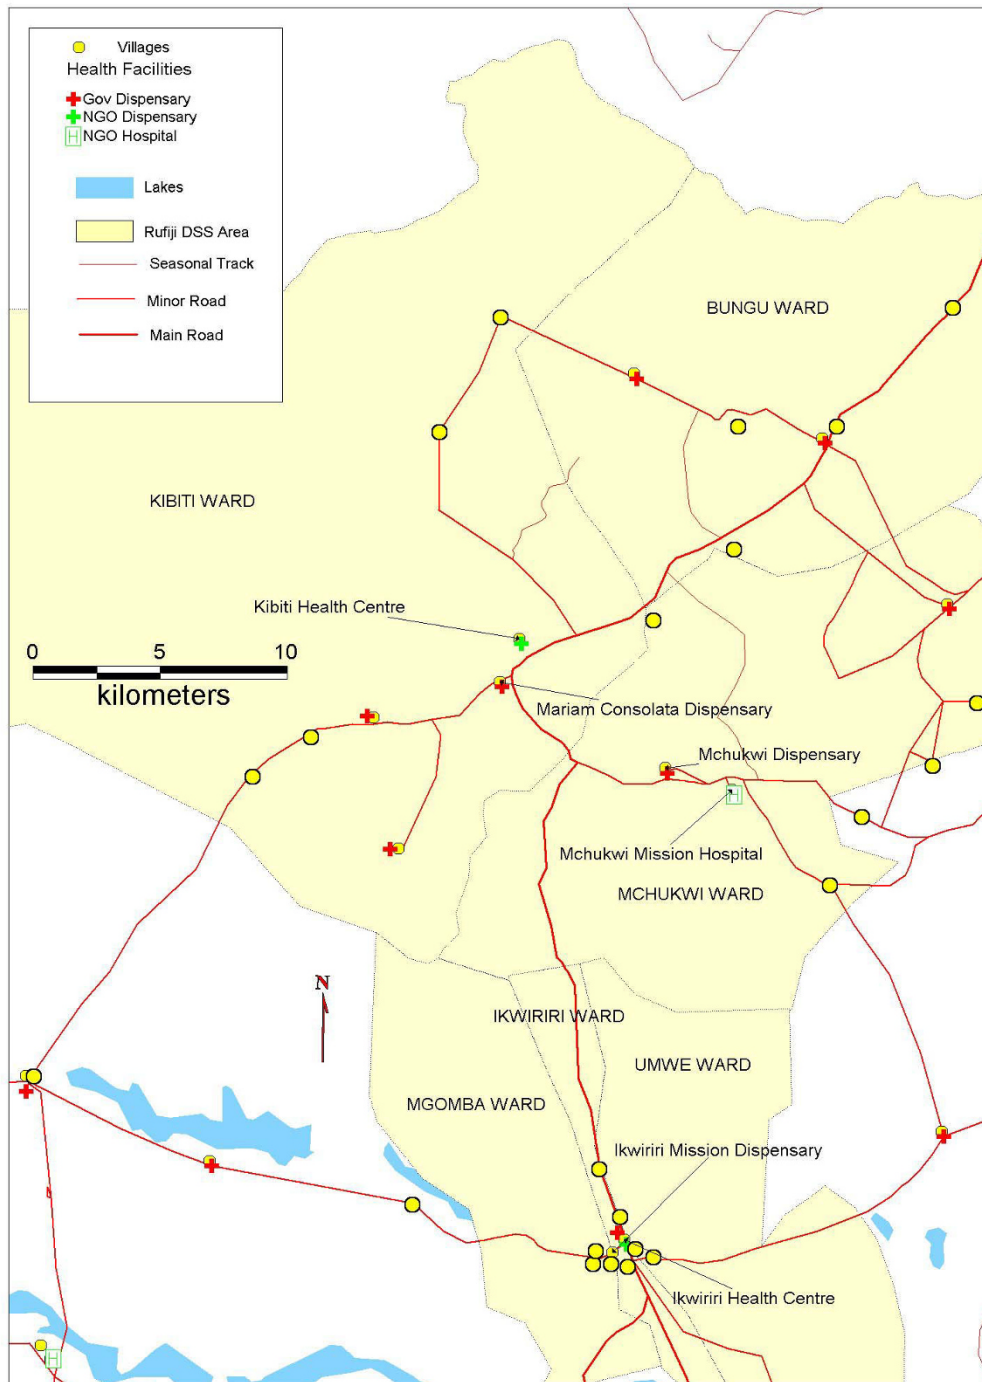 Villages
Health Facilities
Gov Dispensary
NGO Dispensary
H NGO Hospital
Lakes
Rufiji DSS Area
Seasonal Track
Minor Road
Main Road
BUNGU WARD
KIBITI WARD
Kibiti Health Centre
0 5 10
kilometers
Mariam Consolata Dispensary
Mchukwi Dispensary
H
Mchukwi Mission Hospital
MCHUKWI WARD
N
IKWIRIRI WARD
UMWE WARD
MGOMBA WARD
Ikwiriri Mission Dispensary
Ikwiriri Health Centre
H